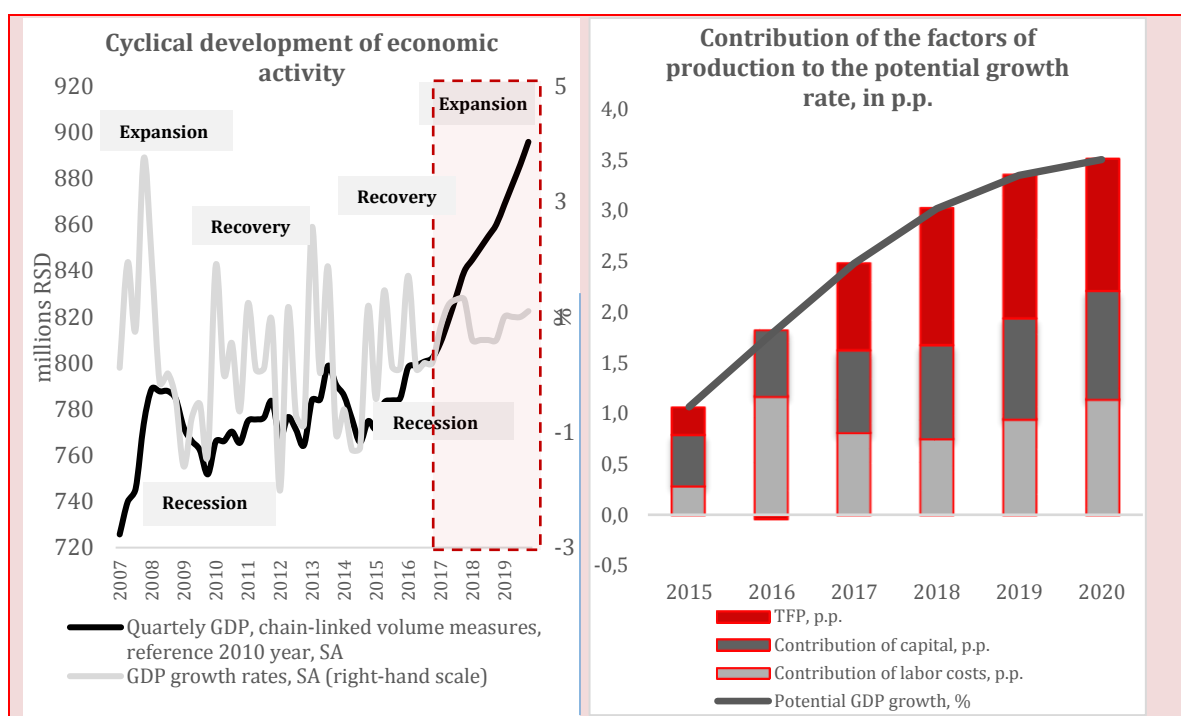 Cyclical development of economic
activity
920
900
880
860
840
820
800
780
760
740
720
millions RSD
5
3
-1
-3
%
Expansion
Expansion
Recovery
Recovery
Recession
Recession
2007
2008
2009
2010
2011
2012
2013
2014
2015
2016
2017
2018
2019
Quartely GDP, chain-linked volume measures,
reference 2010 year, SA
GDP growth rates, SA (right-hand scale)
Contribution of the factors of
production to the potential growth
rate, in p.p.
4,0
3,5
3,0
2,5
2,0
1,5
1,0
0,5
0,0
-0,5
2015
2016
2017
2018
2019
2020
TFP, p.p.
Contribution of capital, p.p.
Contribution of labor costs, p.p.
Potential GDP growth, %